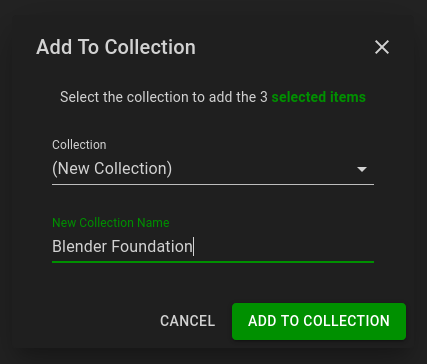 Add To Collection
Select the collection to add the 3 selected items
Collection
(New Collection)
New Collection Name
Blender Foundation
CANCEL ADD TO COLLECTION